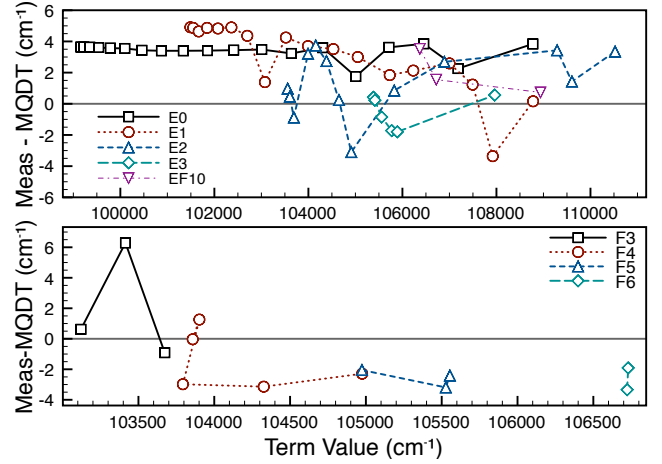 6
4
2
0
-2
-4
-6
Meas - MQDT (cm⁻¹)
E0
E1
E2
E3
EF10
100000 102000 104000 106000 108000 110000
6
4
2
0
-2
-4
Meas-MQDT (cm⁻¹)
F3
F4
F5
F6
103500 104000 104500 105000 105500 106000 106500
Term Value (cm⁻¹)